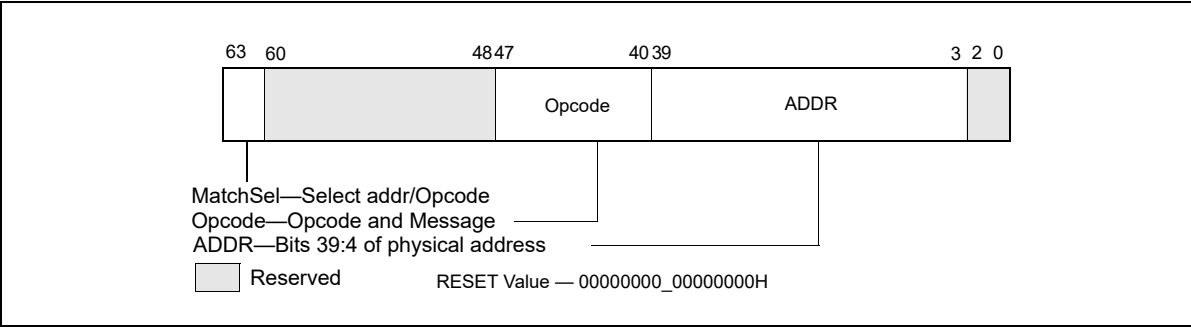 63 60 48 47 40 39 3 2 0
Opcode ADDR
MatchSel—Select addr/Opcode
Opcode—Opcode and Message
ADDR—Bits 39:4 of physical address
Reserved RESET Value — 00000000_00000000H